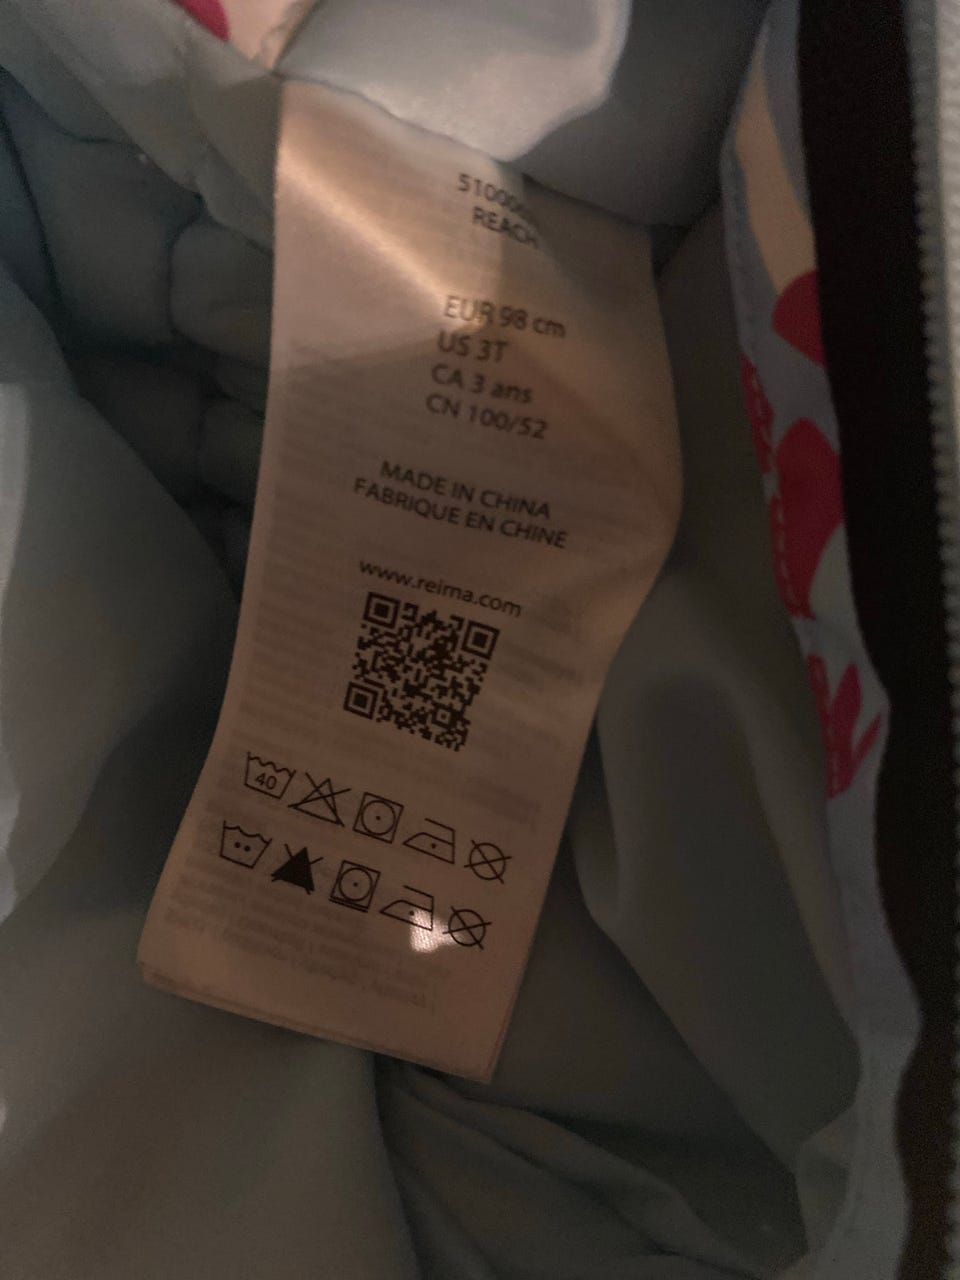 REACH
EUR 98 cm
US 3T
CA 3 ans
CN 100/52
MADE IN CHINA
FABRIQUE EN CHINE
www.reima.com
40